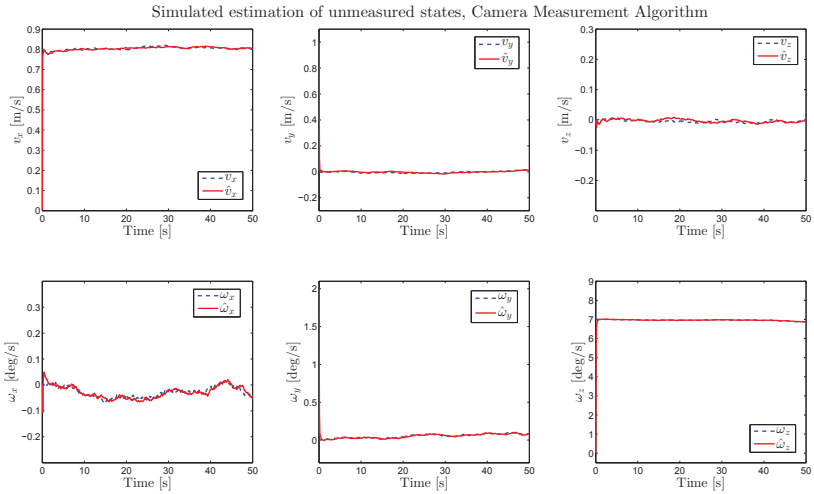 Simulated estimation of unmeasured states, Camera Measurement Algorithm
0.9
0.8
0.7
0.6
0.5
0.4
0.3
0.2
0.1
0
v_x [m/s]
v_x
v̂_x
0 10 20 30 40 50
Time [s]
1
0.8
0.6
0.4
0.2
0
−0.2
v_y [m/s]
v_y
v̂_y
0 10 20 30 40 50
Time [s]
0.3
0.2
0.1
0
−0.1
−0.2
v_z [m/s]
v_z
v̂_z
0 10 20 30 40 50
Time [s]
0.3
0.2
0.1
0
−0.1
−0.2
ω_x [deg/s]
ω_x
ω̂_x
0 10 20 30 40 50
Time [s]
2
1.5
1
0.5
0
ω_y [deg/s]
ω_y
ω̂_y
0 10 20 30 40 50
Time [s]
9
8
7
6
5
4
3
2
1
0
ω_z [deg/s]
ω_z
ω̂_z
0 10 20 30 40 50
Time [s]